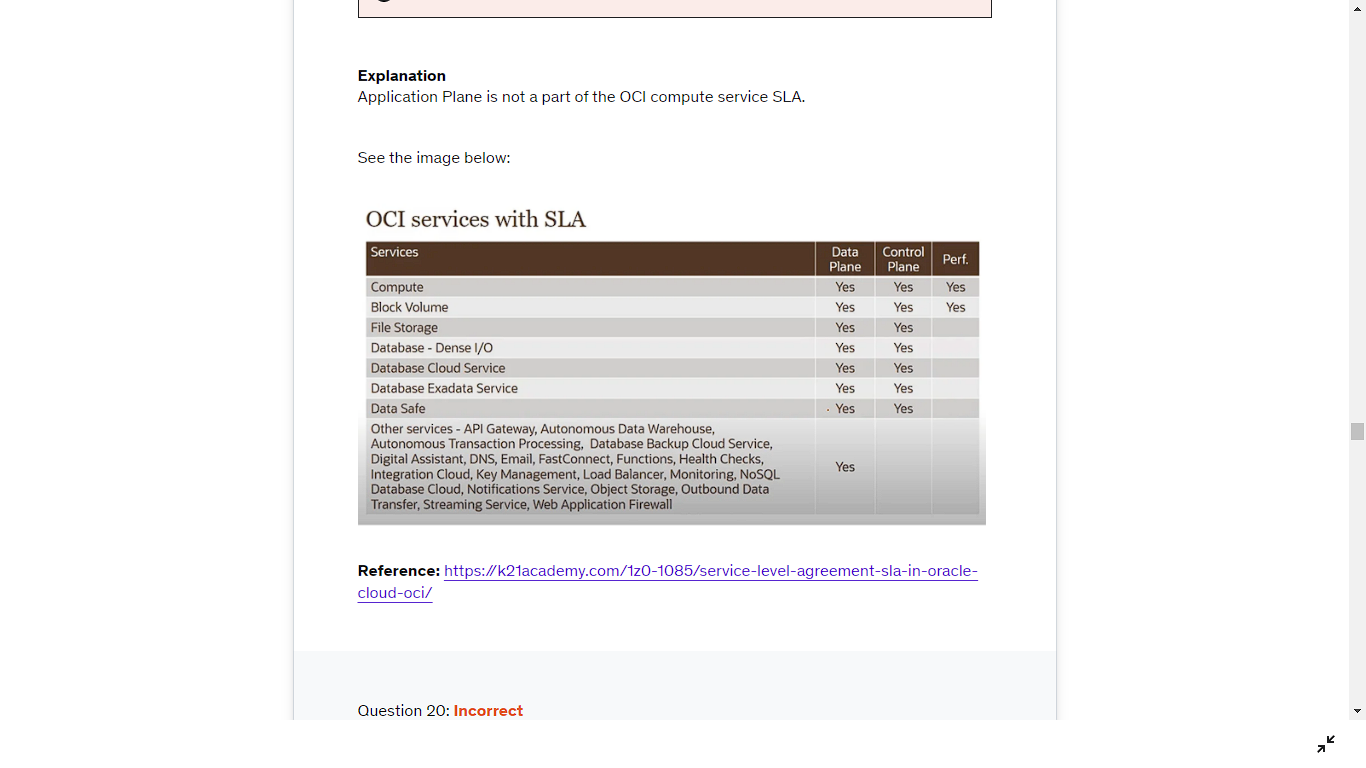 Explanation
Application Plane is not a part of the OCI compute service SLA.
See the image below:
OCI services with SLA
Services Data Plane Control Plane Perf.
Compute Yes Yes Yes
Block Volume Yes Yes Yes
File Storage Yes Yes
Database - Dense I/O Yes Yes
Database Cloud Service Yes Yes
Database Exadata Service Yes Yes
Data Safe Yes Yes
Other services - API Gateway, Autonomous Data Warehouse,
Autonomous Transaction Processing, Database Backup Cloud Service,
Digital Assistant, DNS, Email, FastConnect, Functions, Health Checks,
Integration Cloud, Key Management, Load Balancer, Monitoring, NoSQL
Database Cloud, Notifications Service, Object Storage, Outbound Data
Transfer, Streaming Service, Web Application Firewall
Yes
Reference: https://k21academy.com/1z0-1085/service-level-agreement-sla-in-oracle-
cloud-oci/
Question 20: Incorrect